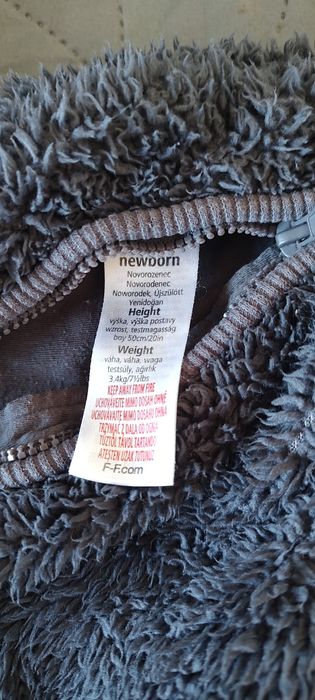 newborn
Novorozenec
Novorodenec
Noworodek, Újszülött
Yenidoğan
Height
výška, výška postavy
wzrost, testmagasság
boy 50cm/20in
Weight
váha, váha, waga
testsúly, ağırlık
3.4kg/7½lbs
KEEP AWAY FROM FIRE
UCHOVÁVEJTE MIMO DOSAH OHNĚ
UCHOVÁVAJTE MIMO DOSAHU OHŇA
TRZYMAĆ Z DALA OD OGNIA
TŰZTŐL TÁVOL TARTANDÓ
ATEŞTEN UZAK TUTUNUZ
F-F.com